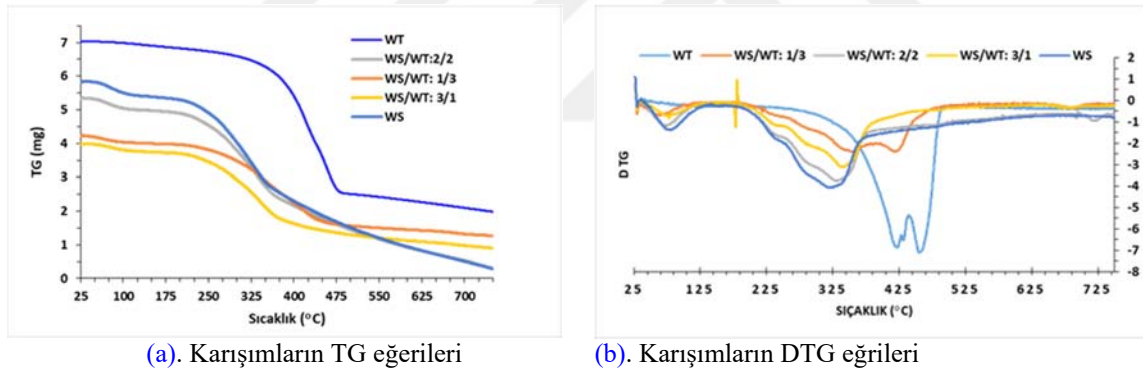 7
6
5
4
3
2
1
0
TG (mg)
WT
WS/WT:2/2
WS/WT: 1/3
WS/WT: 3/1
WS
25 100 175 250 325 400 475 550 625 700
Sıcaklık (°C)
WT WS/WT: 1/3 WS/WT: 2/2 WS/WT: 3/1 WS
2
1
0
-1
-2
-3
-4
-5
-6
-7
-8
DTG
25 125 225 325 425 525 625 725
SIÇAKLIK (°C)
(a). Karışımların TG eğerileri
(b). Karışımların DTG eğrileri